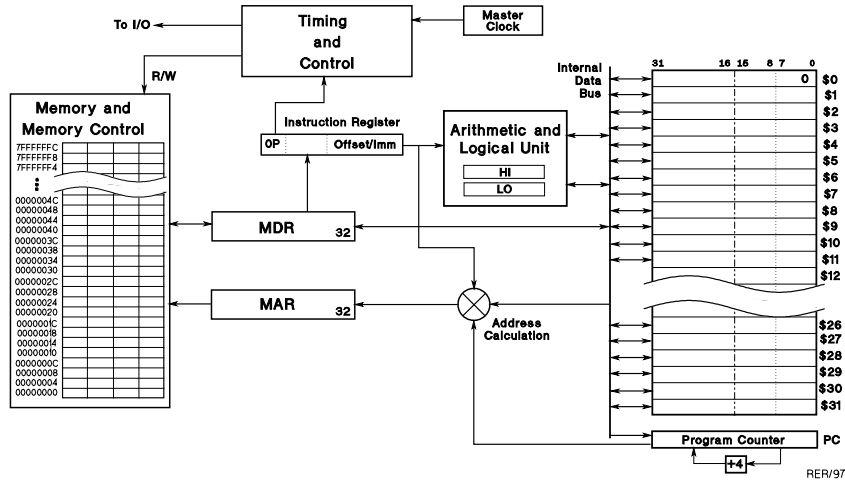 To I/O
Timing
and
Control
Master
Clock
R/W
Internal
Data
Bus
31 16 15 8 7 0
0 $0
$1
$2
$3
$4
$5
$6
$7
$8
$9
$10
$11
$12
$26
$27
$28
$29
$30
$31
Memory and
Memory Control
7FFFFFFC
7FFFFFF8
7FFFFFF4
0000004C
00000048
00000044
00000040
0000003C
00000038
00000034
00000030
0000002C
00000028
00000024
00000020
0000001C
00000018
00000014
00000010
0000000C
00000008
00000004
00000000
Instruction Register
OP Offset/Imm
Arithmetic and
Logical Unit
HI
LO
MDR 32
MAR 32
Address
Calculation
Program Counter PC
+4
RER/97